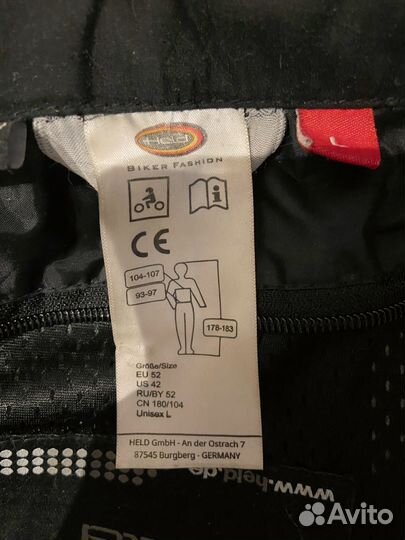 Held
BIKER FASHION
i
CE
104-107
93-97
178-183
Größe/Size
EU 52
US 42
RU/BY 52
CN 180/104
Unisex L
HELD GmbH - An der Ostrach 7
87545 Burgberg - GERMANY
www.held.de
Avito